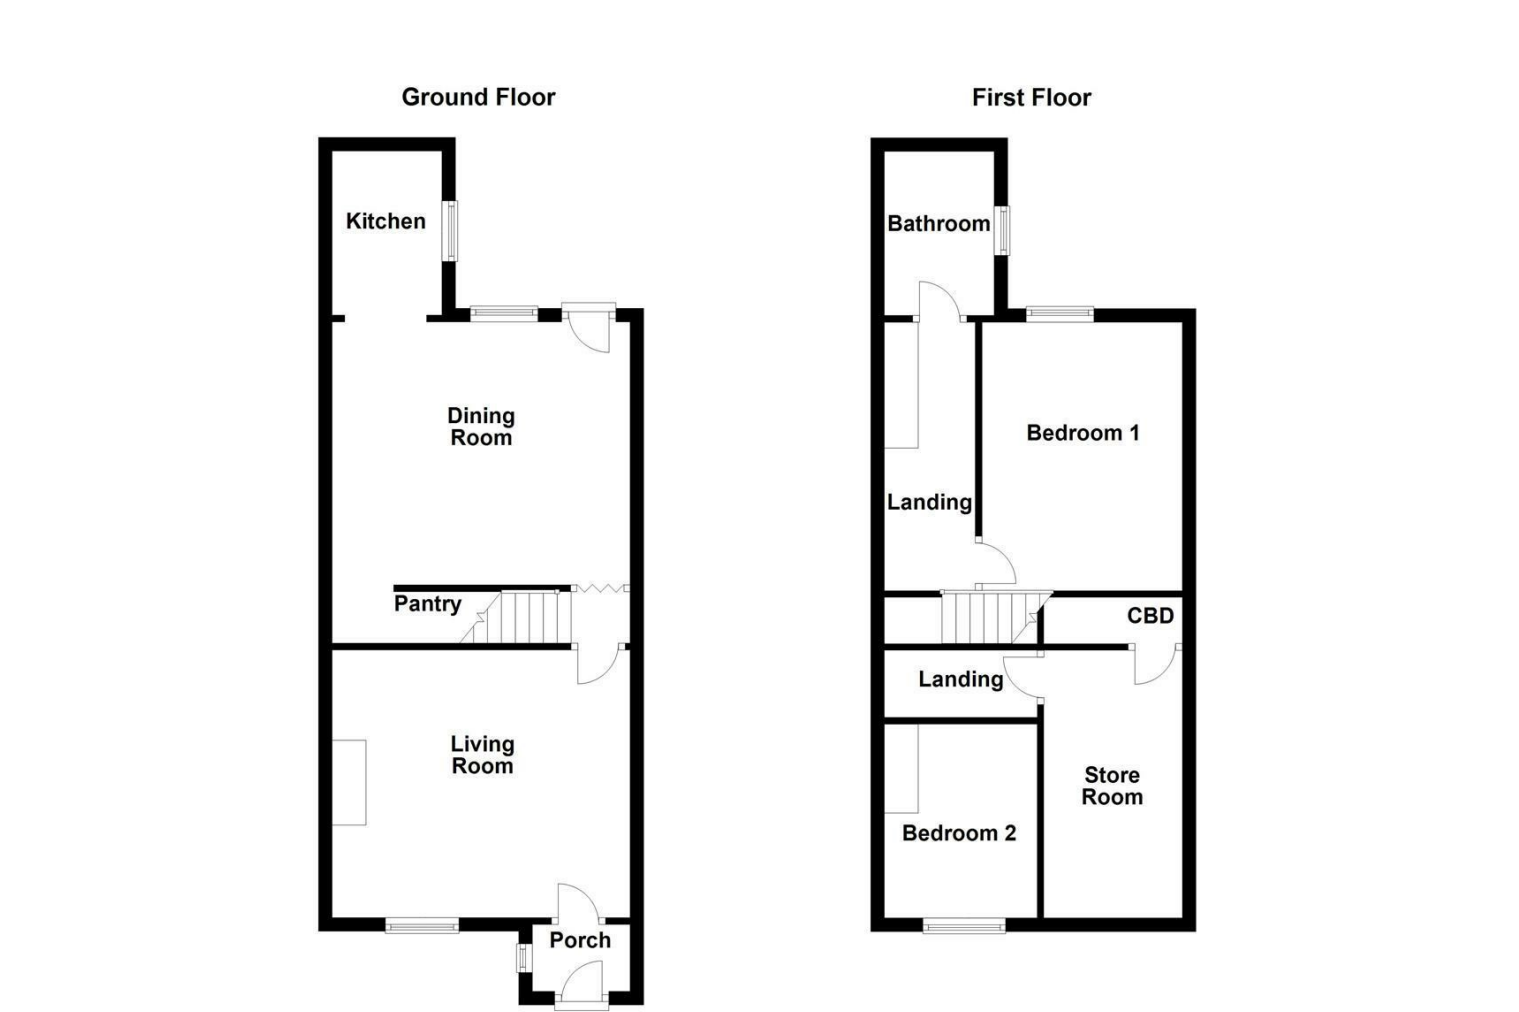 Ground Floor
Kitchen
Dining
Room
Pantry
Living
Room
Porch
First Floor
Bathroom
Bedroom 1
Landing
CBD
Landing
Store
Room
Bedroom 2